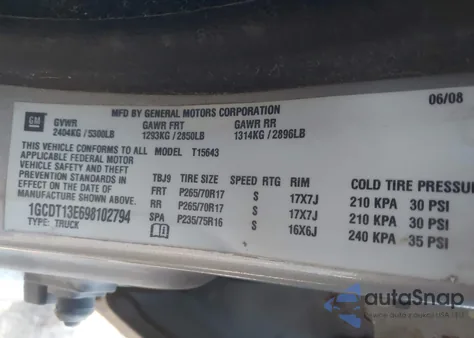 06/08
MFD BY GENERAL MOTORS CORPORATION
GM GVWR GAWR FRT GAWR RR
2404KG / 5300LB 1293KG / 2850LB 1314KG / 2896LB
THIS VEHICLE CONFORMS TO ALL MODEL T15643
APPLICABLE FEDERAL MOTOR
VEHICLE SAFETY, BUMPER, AND THEFT
PREVENTION STANDARDS IN TBJ9 TIRE SIZE SPEED RTG RIM COLD TIRE PRESSU
EFFECT ON THE DATE OF FRT P265/70R17 S 17X7J 210 KPA 30 PSI
MANUFACTURE SHOWN ABOVE. RR P265/70R17 S 17X7J 210 KPA 30 PSI
1GCDT13E698102794 SPA P235/75R16 S 16X6J 240 KPA 35 PSI
TYPE: TRUCK
autoSnap